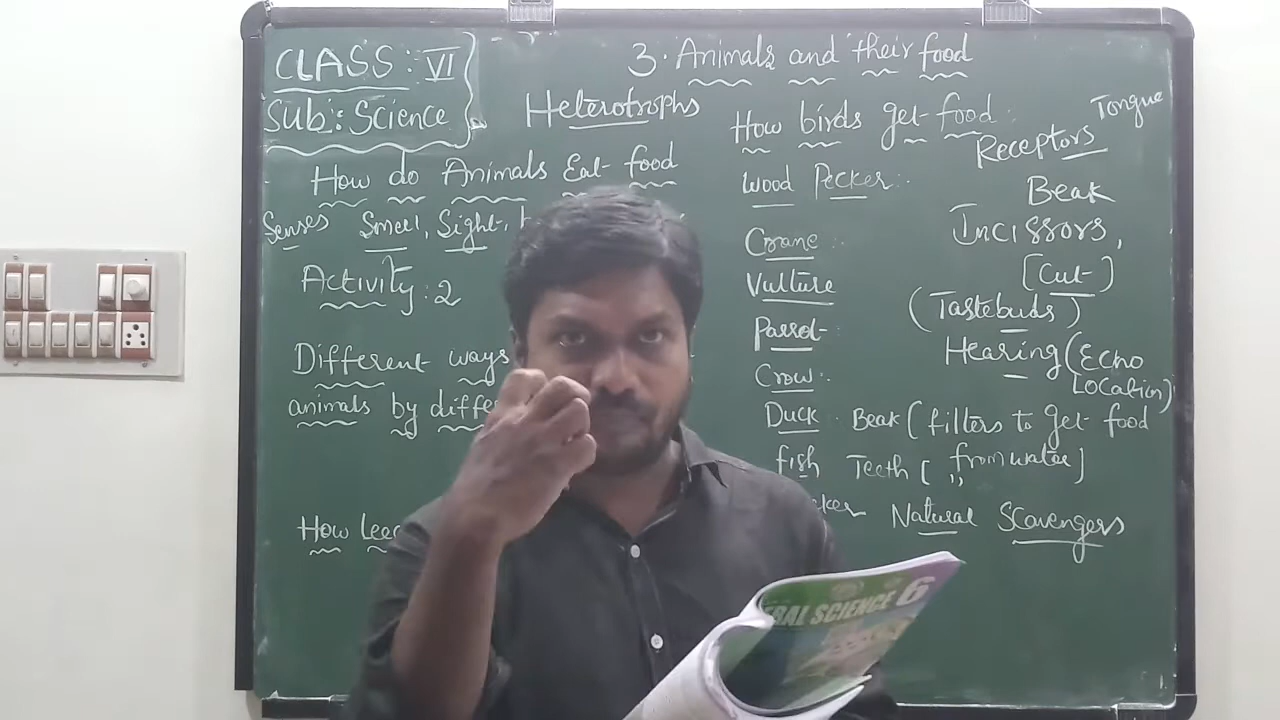 CLASS: VI
Sub: Science
3. Animals and their food
Heterotrophs
How do Animals Eat food
Senses Smell, Sight,
Activity: 2
Different ways
animals by diffe
How Lee
How birds get food:
Wood Pecker:
Crane:
Vulture
Parrot
Crow:
Duck. Beak (filters to get food
fish Teeth [ ,, from water]
Natural Scavengers
Tongue
Receptors
Beak
Incissors,
[Cut]
(Tastebuds)
Hearing (Echo
Location)
RAL SCIENCE 6